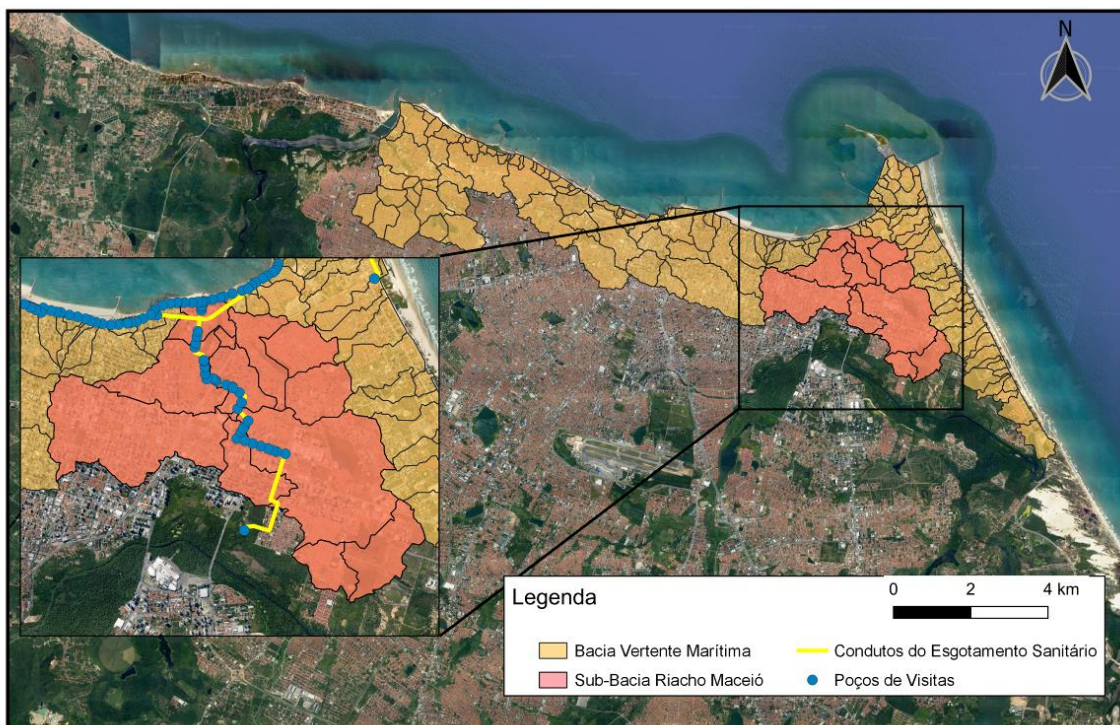 N
Legenda
0 2 4 km
Bacia Vertente Marítima
Condutos do Esgotamento Sanitário
Sub-Bacia Riacho Maceió
Poços de Visitas